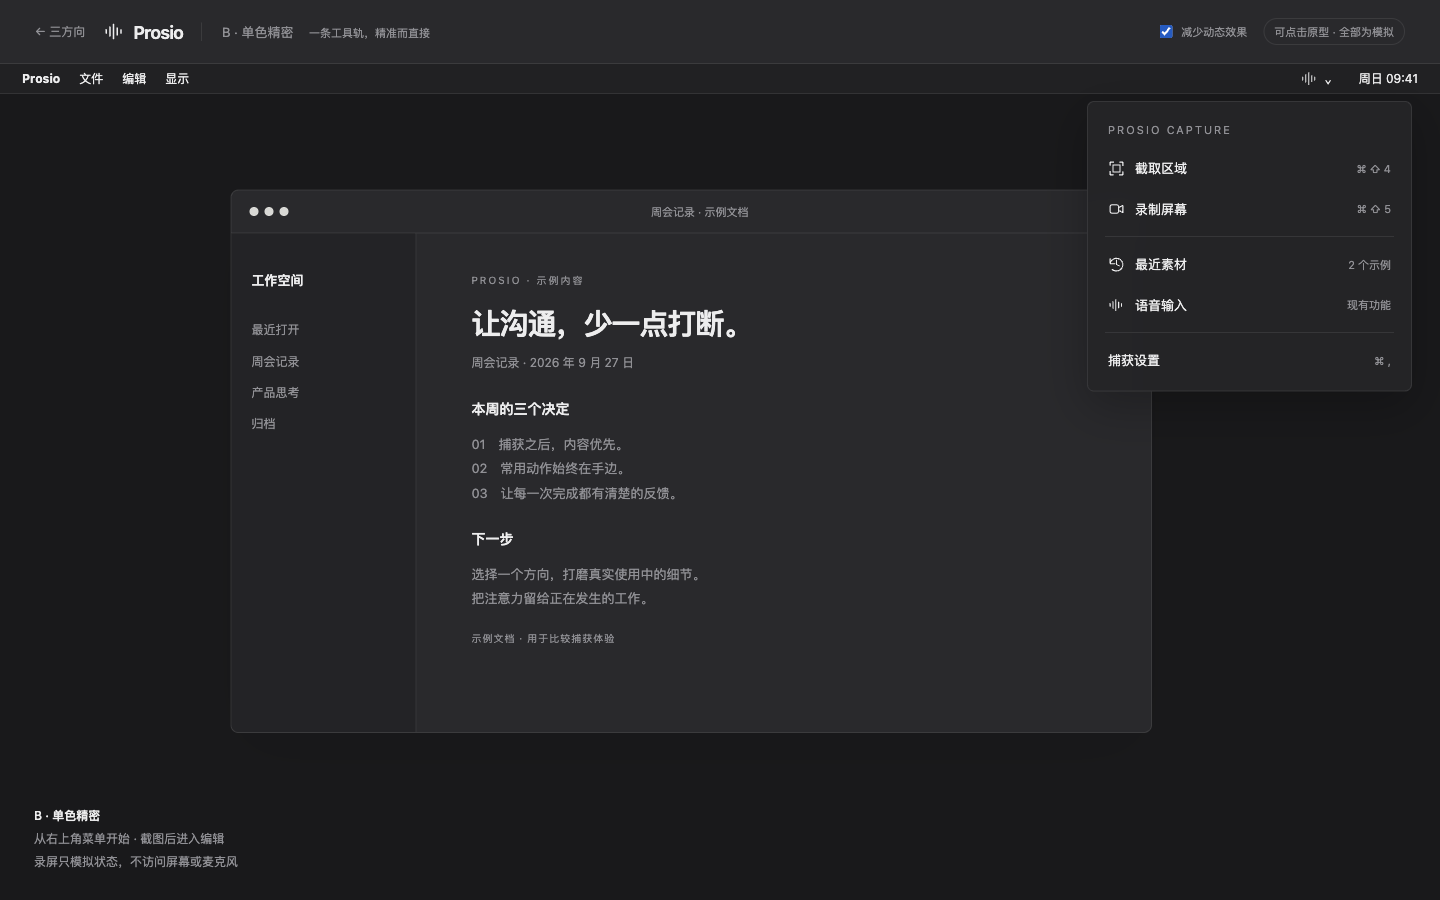 ← 三方向 Prosio B · 单色精密 一条工具轨，精准而直接 减少动态效果 可点击原型 · 全部为模拟
Prosio 文件 编辑 显示 周日 09:41
PROSIO CAPTURE
截取区域 ⌘⇧4
录制屏幕 ⌘⇧5
最近素材 2 个示例
语音输入 现有功能
捕获设置 ⌘,
周会记录 · 示例文档
工作空间
最近打开
周会记录
产品思考
归档
PROSIO · 示例内容
让沟通，少一点打断。
周会记录 · 2026 年 9 月 27 日
本周的三个决定
01 捕获之后，内容优先。
02 常用动作始终在手边。
03 让每一次完成都有清楚的反馈。
下一步
选择一个方向，打磨真实使用中的细节。
把注意力留给正在发生的工作。
示例文档 · 用于比较捕获体验
B · 单色精密
从右上角菜单开始 · 截图后进入编辑
录屏只模拟状态，不访问屏幕或麦克风